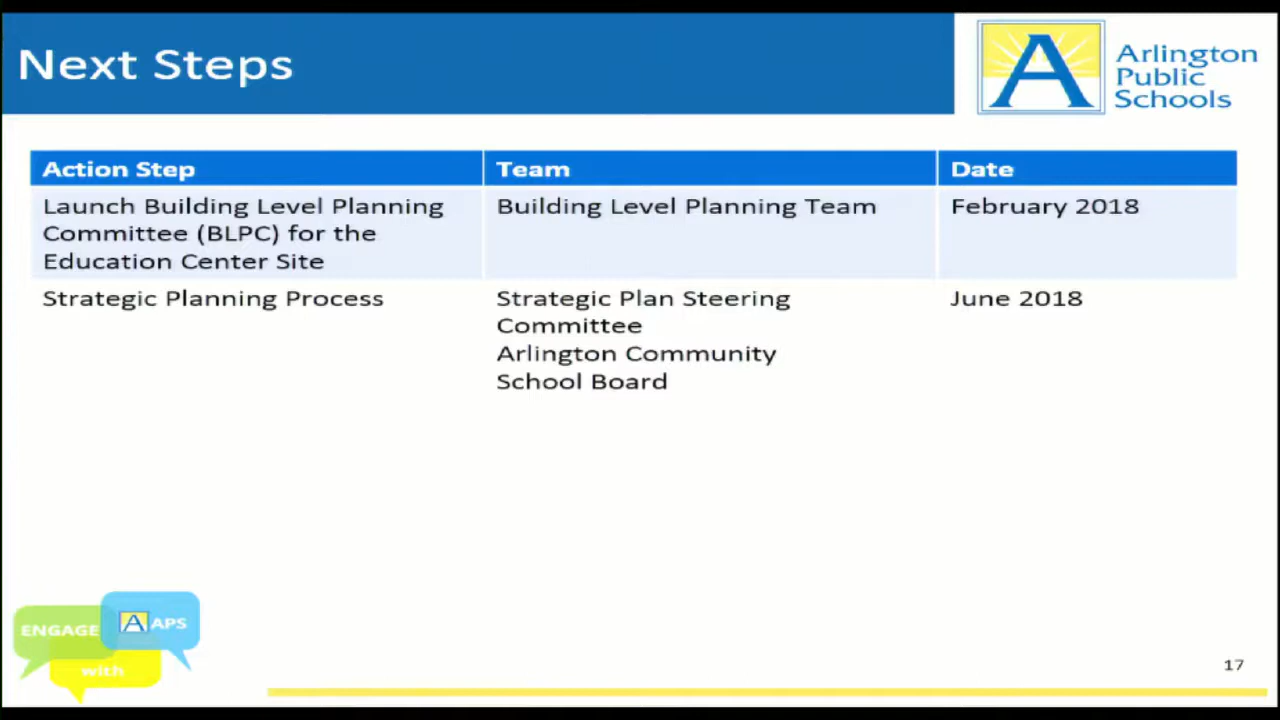 Next Steps
Arlington
Public
Schools
Action Step
Team
Date
Launch Building Level Planning
Committee (BLPC) for the
Education Center Site
Building Level Planning Team
February 2018
Strategic Planning Process
Strategic Plan Steering
Committee
Arlington Community
School Board
June 2018
ENGAGE
with
A APS
17